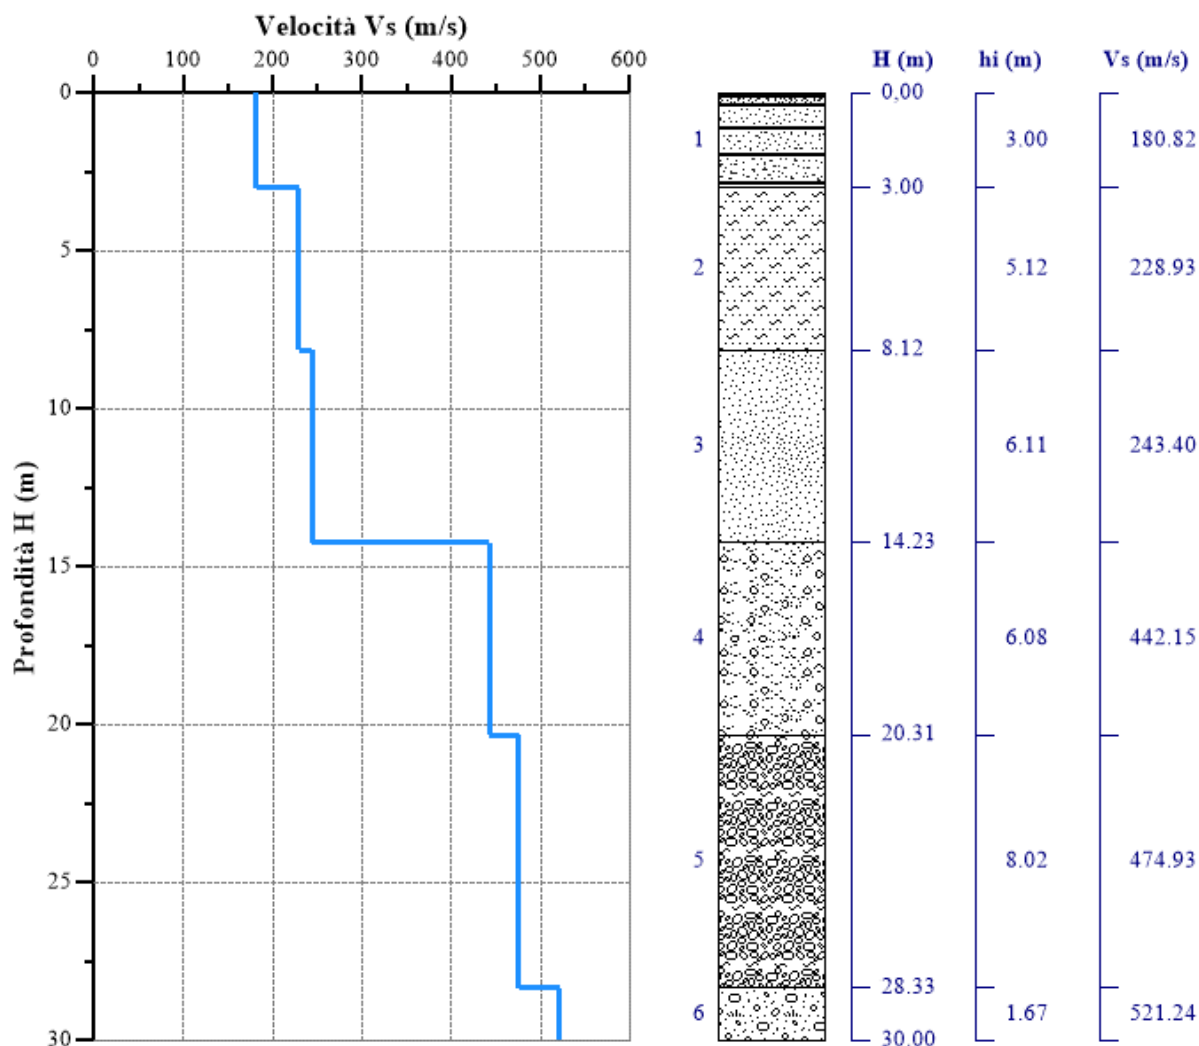 Velocità Vs (m/s)
0 100 200 300 400 500 600
H (m) hi (m) Vs (m/s)
0 0,00
1 3.00 180.82
3.00
5
2 5.12 228.93
8.12
10
3 6.11 243.40
14.23
15
4 6.08 442.15
20
20.31
5 8.02 474.93
25
28.33
6 1.67 521.24
30 30.00
Profondità H (m)